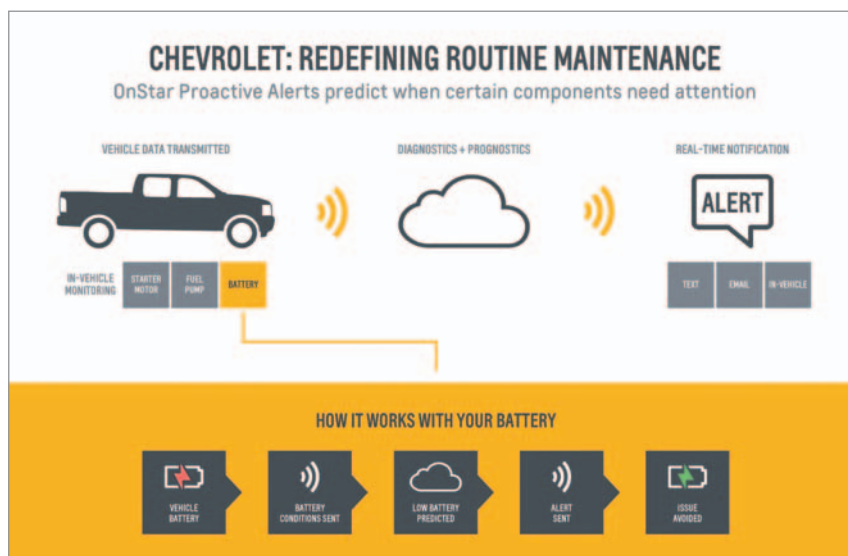 CHEVROLET: REDEFINING ROUTINE MAINTENANCE
OnStar Proactive Alerts predict when certain components need attention
VEHICLE DATA TRANSMITTED
DIAGNOSTICS + PROGNOSTICS
REAL-TIME NOTIFICATION
ALERT
IN-VEHICLE
MONITORING
STARTER
MOTOR
FUEL
PUMP
BATTERY
TEXT
EMAIL
IN-VEHICLE
HOW IT WORKS WITH YOUR BATTERY
VEHICLE
BATTERY
BATTERY
CONDITIONS SENT
LOW BATTERY
PREDICTED
ALERT
SENT
ISSUE
AVOIDED